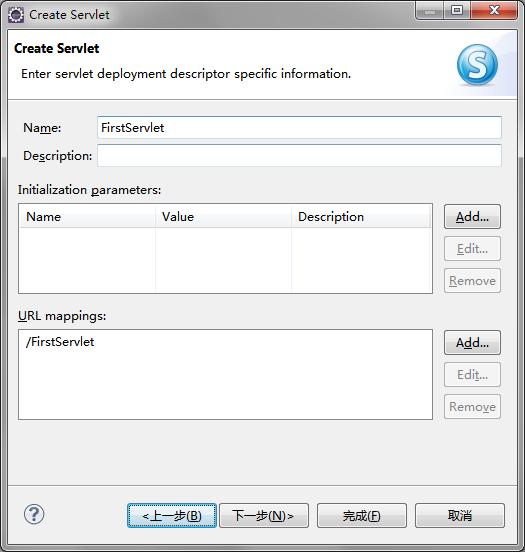 Create Servlet
Create Servlet
Enter servlet deployment descriptor specific information.
S
Name: FirstServlet
Description:
Initialization parameters:
Name Value Description
Add...
Edit...
Remove
URL mappings:
/FirstServlet
Add...
Edit...
Remove
? <上一步(B) 下一步(N)> 完成(F) 取消